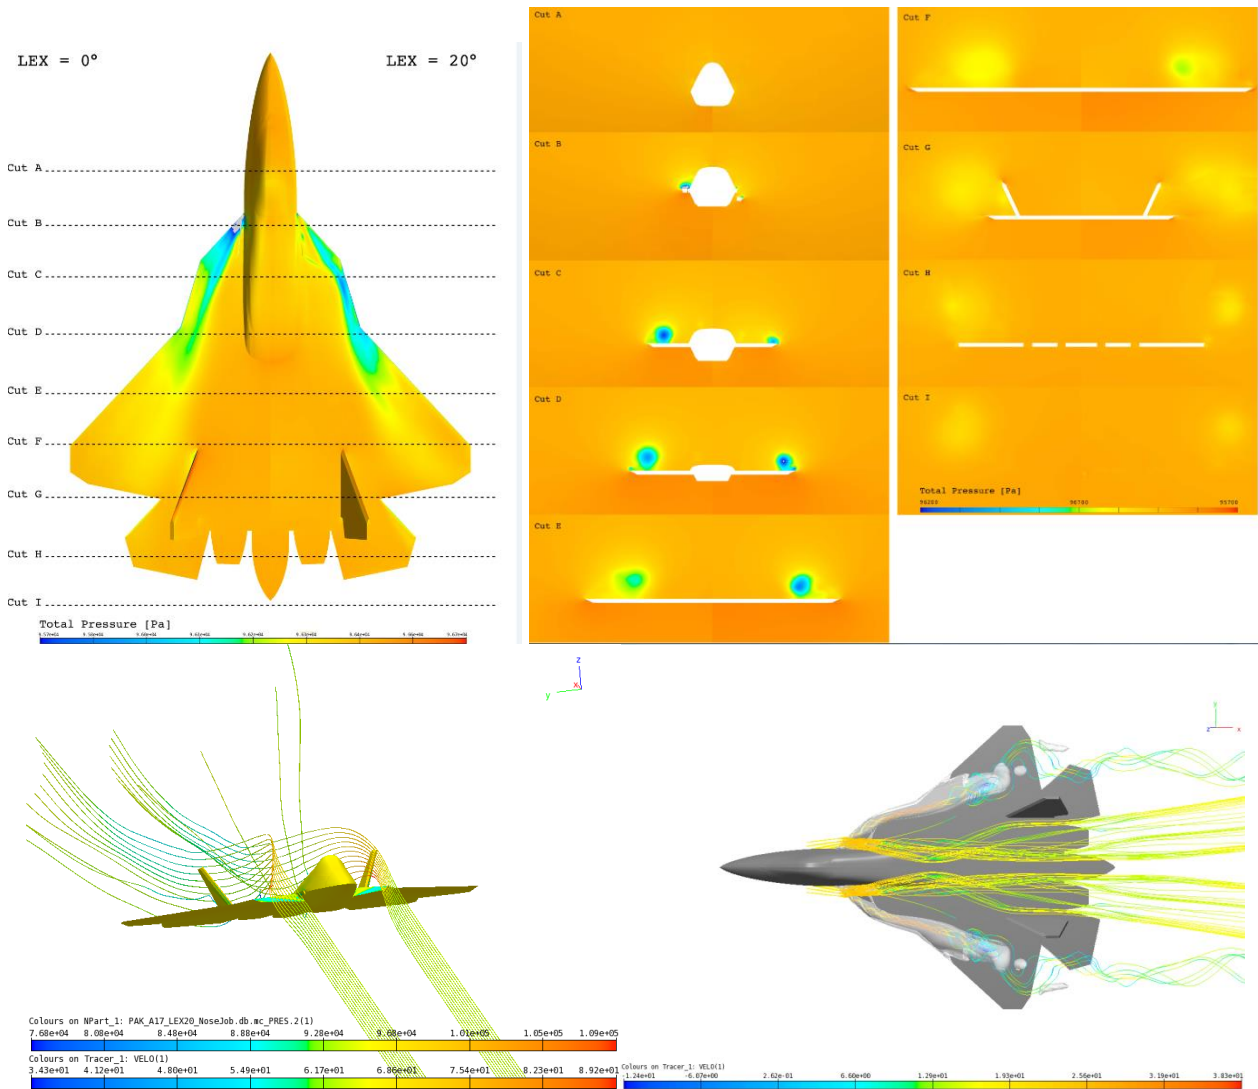 LEX = 0°
LEX = 20°
Cut A
Cut B
Cut C
Cut D
Cut E
Cut F
Cut G
Cut H
Cut I
Total Pressure [Pa]
Cut A
Cut B
Cut C
Cut D
Cut E
Cut F
Cut G
Cut H
Cut I
Total Pressure [Pa]
96200 96700
z
y x
Colours on NPart_1: PAK_A17_LEX20_NoseJob.db.mc_PRES.2(1)
7.68e+04 8.08e+04 8.48e+04 8.88e+04 9.28e+04 9.68e+04 1.01e+05 1.05e+05 1.09e+05
Colours on Tracer_1: VELO(1)
3.43e+01 4.12e+01 4.80e+01 5.49e+01 6.17e+01 6.86e+01 7.54e+01 8.23e+01 8.92e+01
z x
Colours on Tracer_1: VELO(1)
-1.24e+01 -6.07e+00 2.62e-01 6.60e+00 1.29e+01 1.93e+01 2.56e+01 3.19e+01 3.83e+01